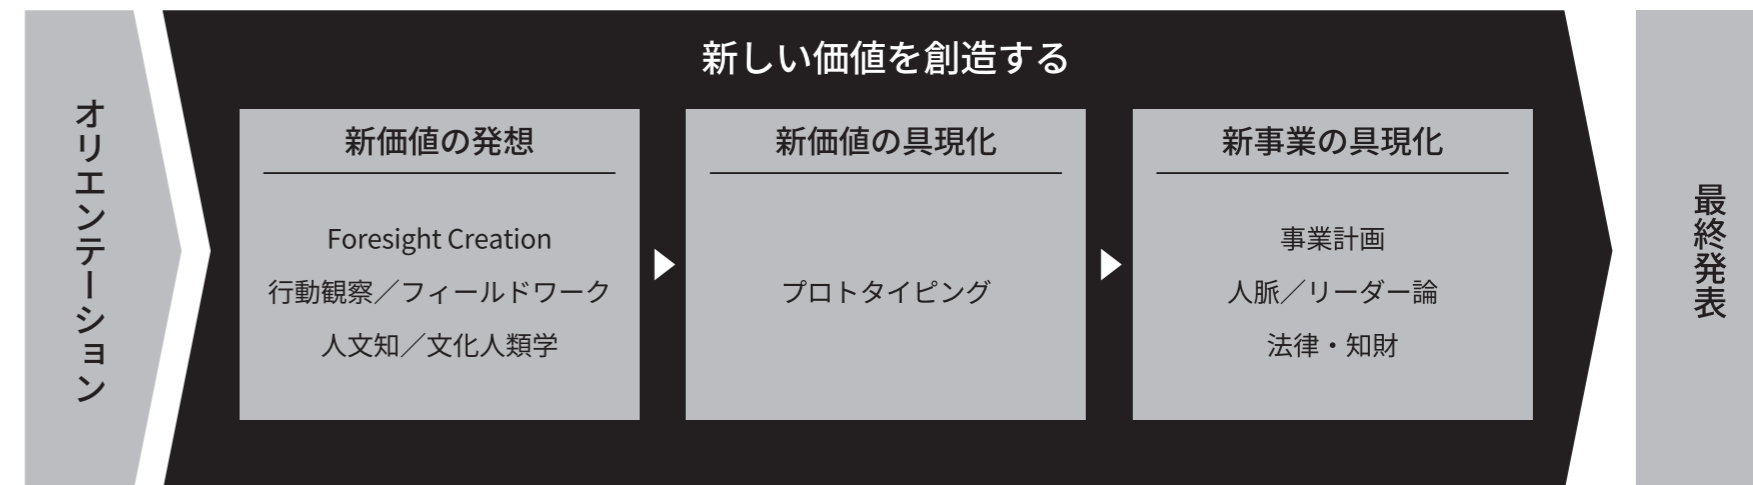 オリエンテーション
新しい価値を創造する
新価値の発想
Foresight Creation
行動観察／フィールドワーク
人文知／文化人類学
新価値の具現化
プロトタイピング
新事業の具現化
事業計画
人脈／リーダー論
法律・知財
最終発表